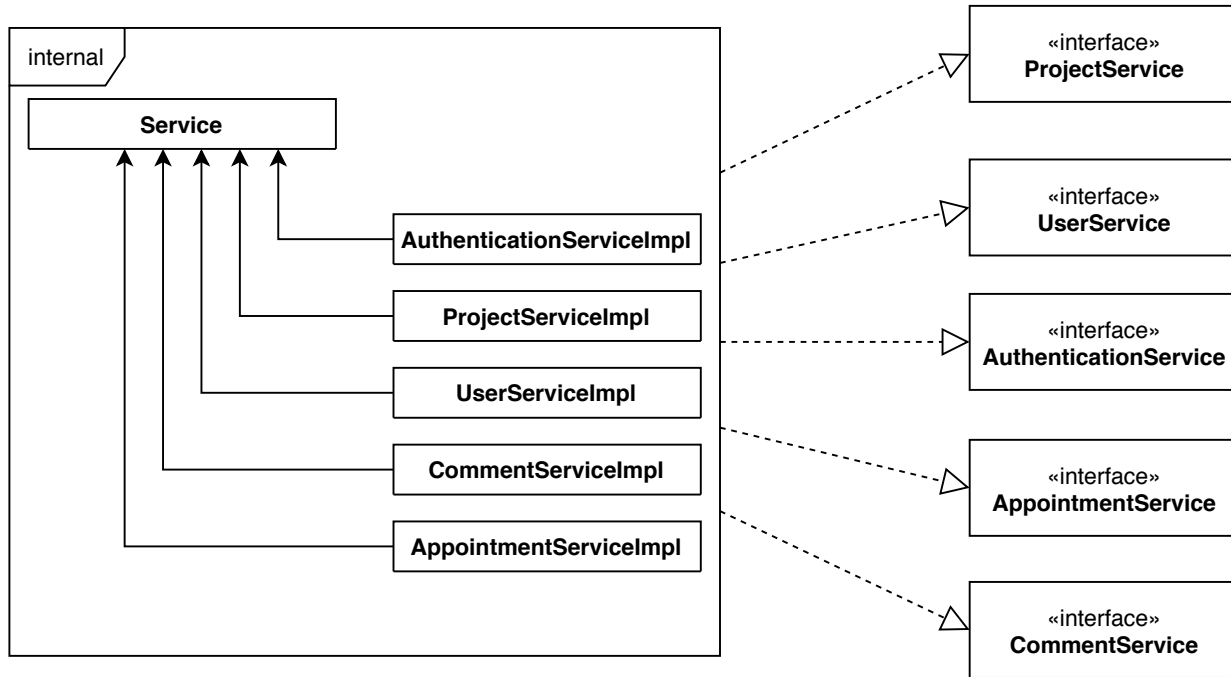 internal
Service
AuthenticationServiceImpl
ProjectServiceImpl
UserServiceImpl
CommentServiceImpl
AppointmentServiceImpl
«interface»
ProjectService
«interface»
UserService
«interface»
AuthenticationService
«interface»
AppointmentService
«interface»
CommentService